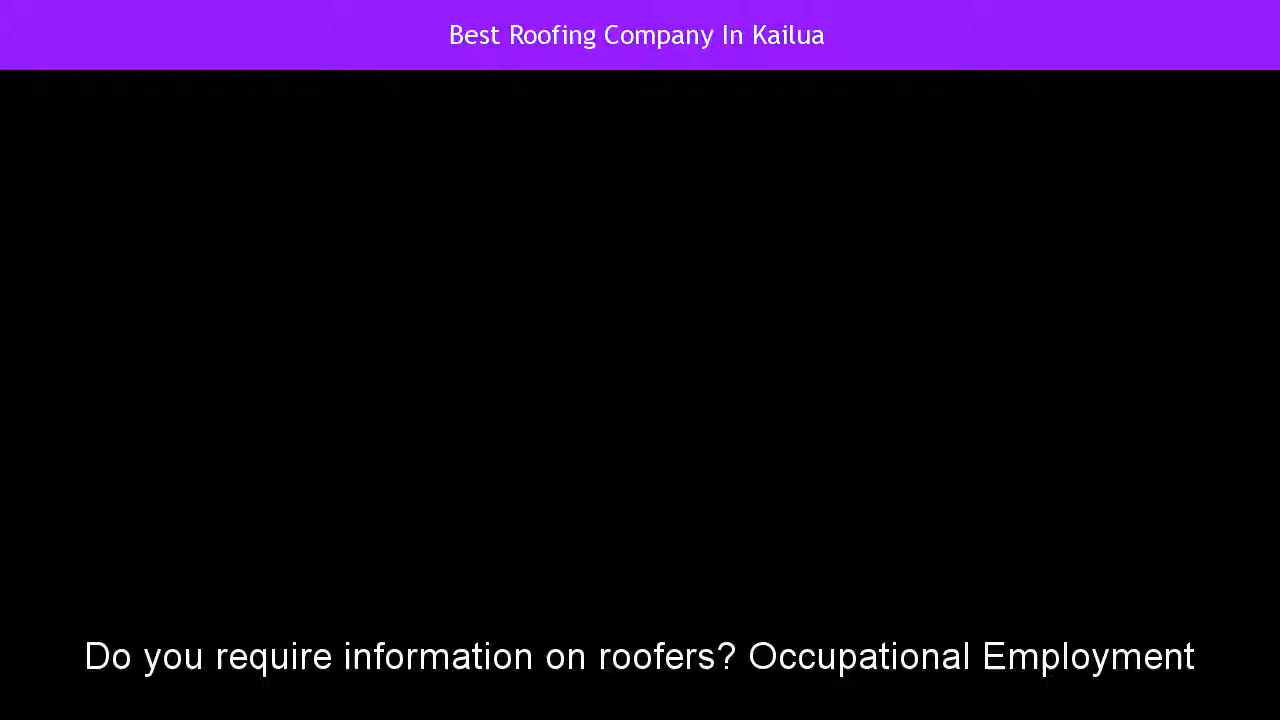 Best Roofing Company In Kailua
Do you require information on roofers? Occupational Employment